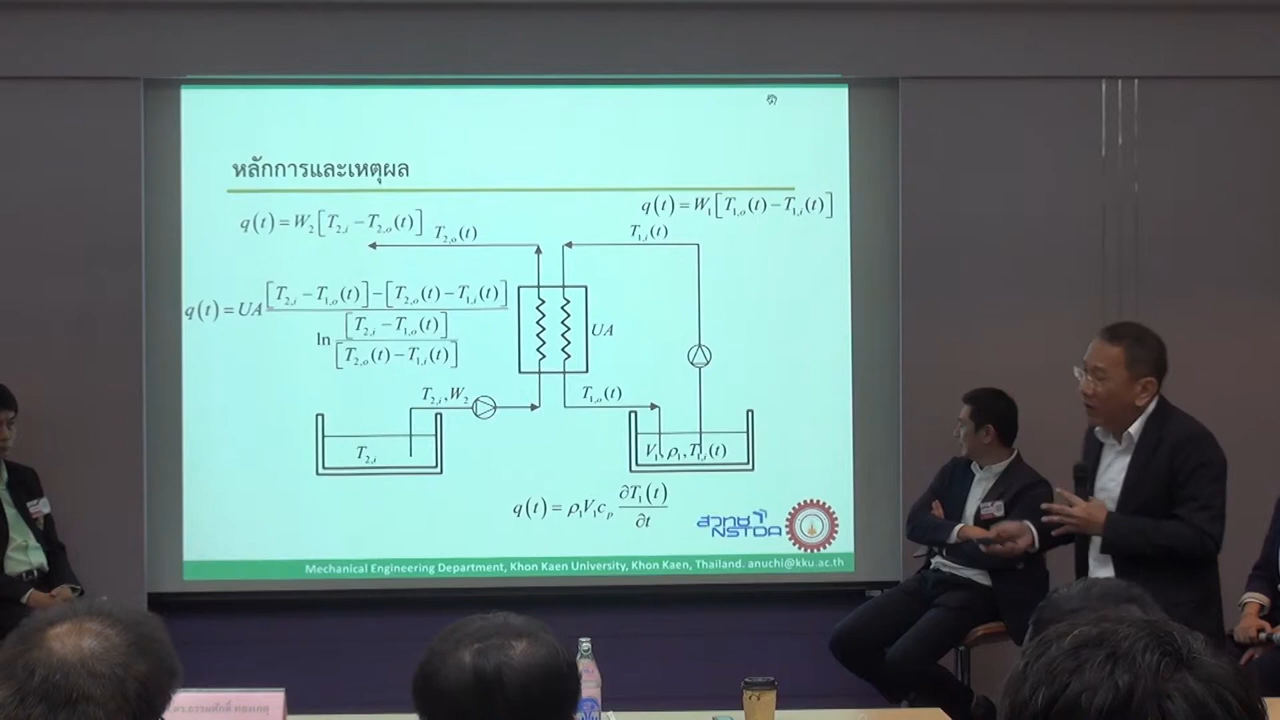 หลักการและเหตุผล
q(t) = W₁[T₁,ₒ(t) − T₁,ᵢ(t)]
q(t) = W₂[T₂,ᵢ − T₂,ₒ(t)]
T₂,ₒ(t)
T₁,ᵢ(t)
q(t) = UA [T₂,ᵢ − T₁,ₒ(t)] − [T₂,ₒ(t) − T₁,ᵢ(t)]
ln [T₂,ᵢ − T₁,ₒ(t)]
[T₂,ₒ(t) − T₁,ᵢ(t)]
UA
T₂,ᵢ, W₂
T₁,ₒ(t)
T₂,ᵢ
V₁, ρ₁, T₁,ᵢ(t)
q(t) = ρ₁V₁cₚ ∂T₁(t)
∂t
สวทช
NSTDA
Mechanical Engineering Department, Khon Kaen University, Khon Kaen, Thailand. anuchi@kku.ac.th